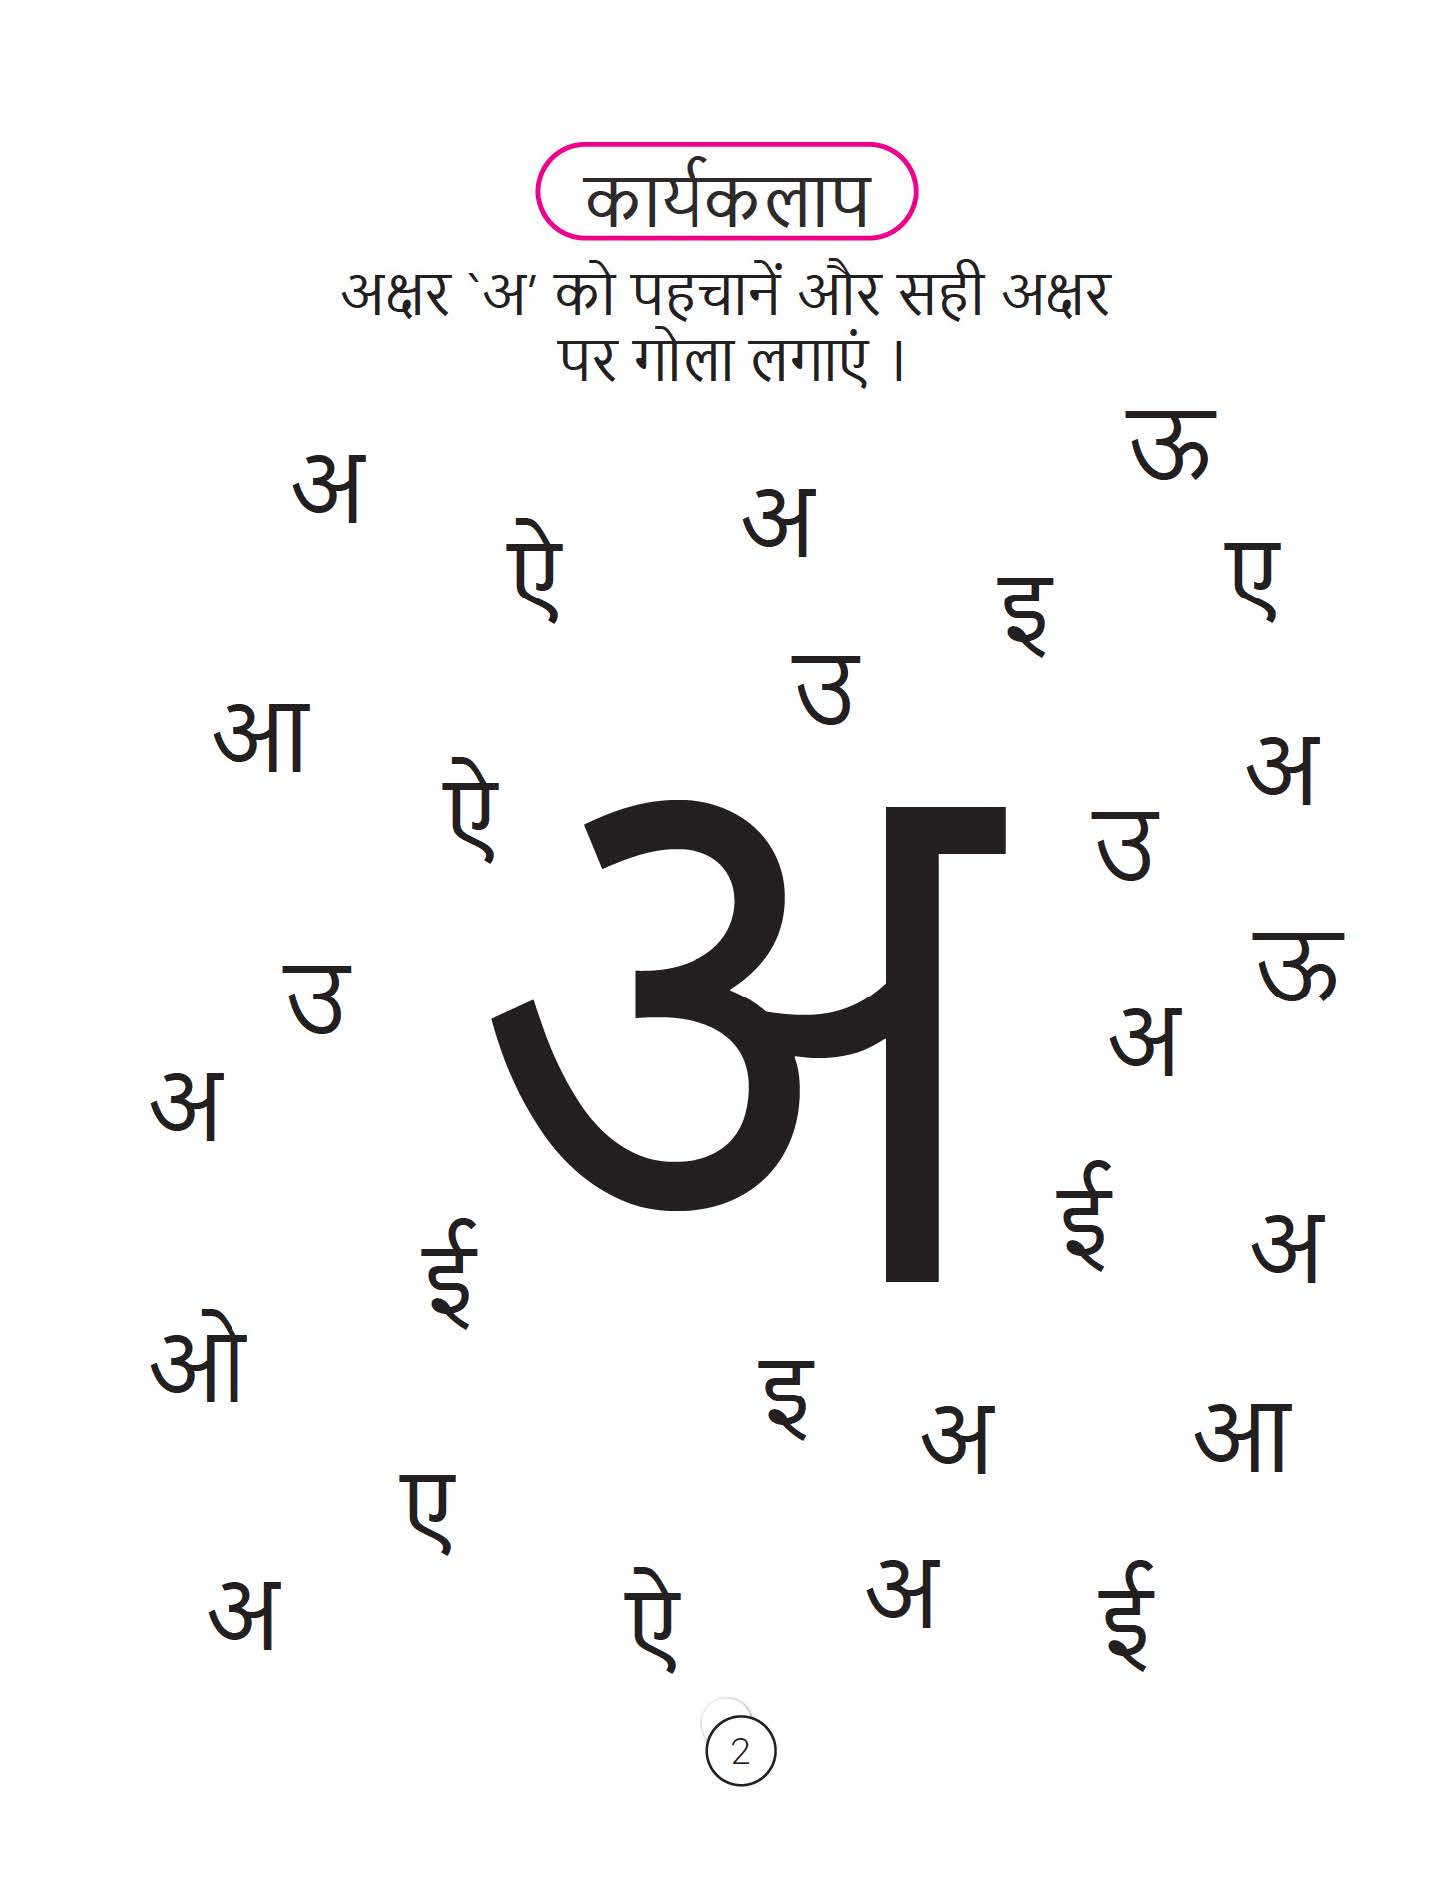 कार्यकलाप
अक्षर `अ’ को पहचानें और सही अक्षर
पर गोला लगाएं ।
ऊ
अ
अ
ऐ
ए
इ
उ
आ
अ
ऐ
उ
अ
ऊ
उ
अ
अ
ई
अ
ई
ओ
इ
अ
आ
ए
अ
ई
अ
ऐ
2